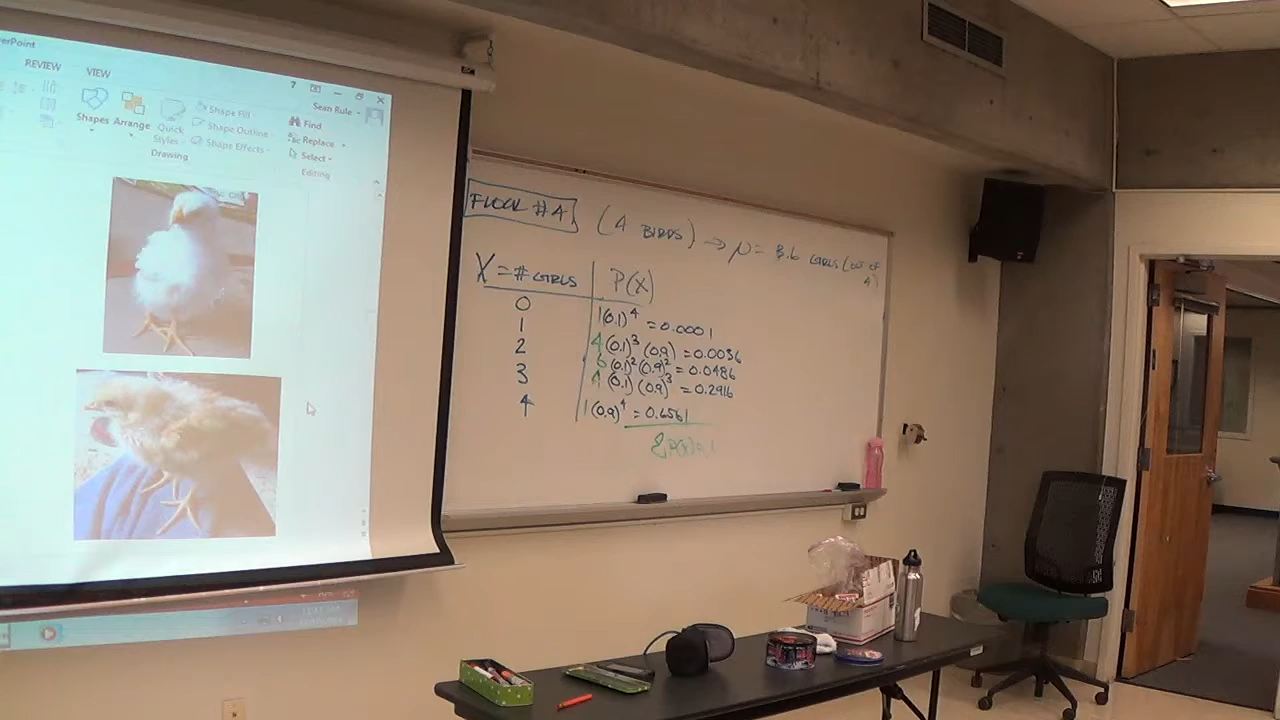 PowerPoint
REVIEW VIEW
Sean Rule
Shapes Arrange Quick Styles
Shape Fill
Shape Outline
Shape Effects
Drawing
Find
Replace
Select
Editing
FLOCK #4 (4 BIRDS) → μ = 3.6 GIRLS (OUT OF 4)
X = # GIRLS P(X)
0 1(0.1)⁴ = 0.0001
1 4(0.1)³(0.9) = 0.0036
2 6(0.1)²(0.9)² = 0.0486
3 4(0.1)(0.9)³ = 0.2916
4 1(0.9)⁴ = 0.6561
ΣP(X) = 1